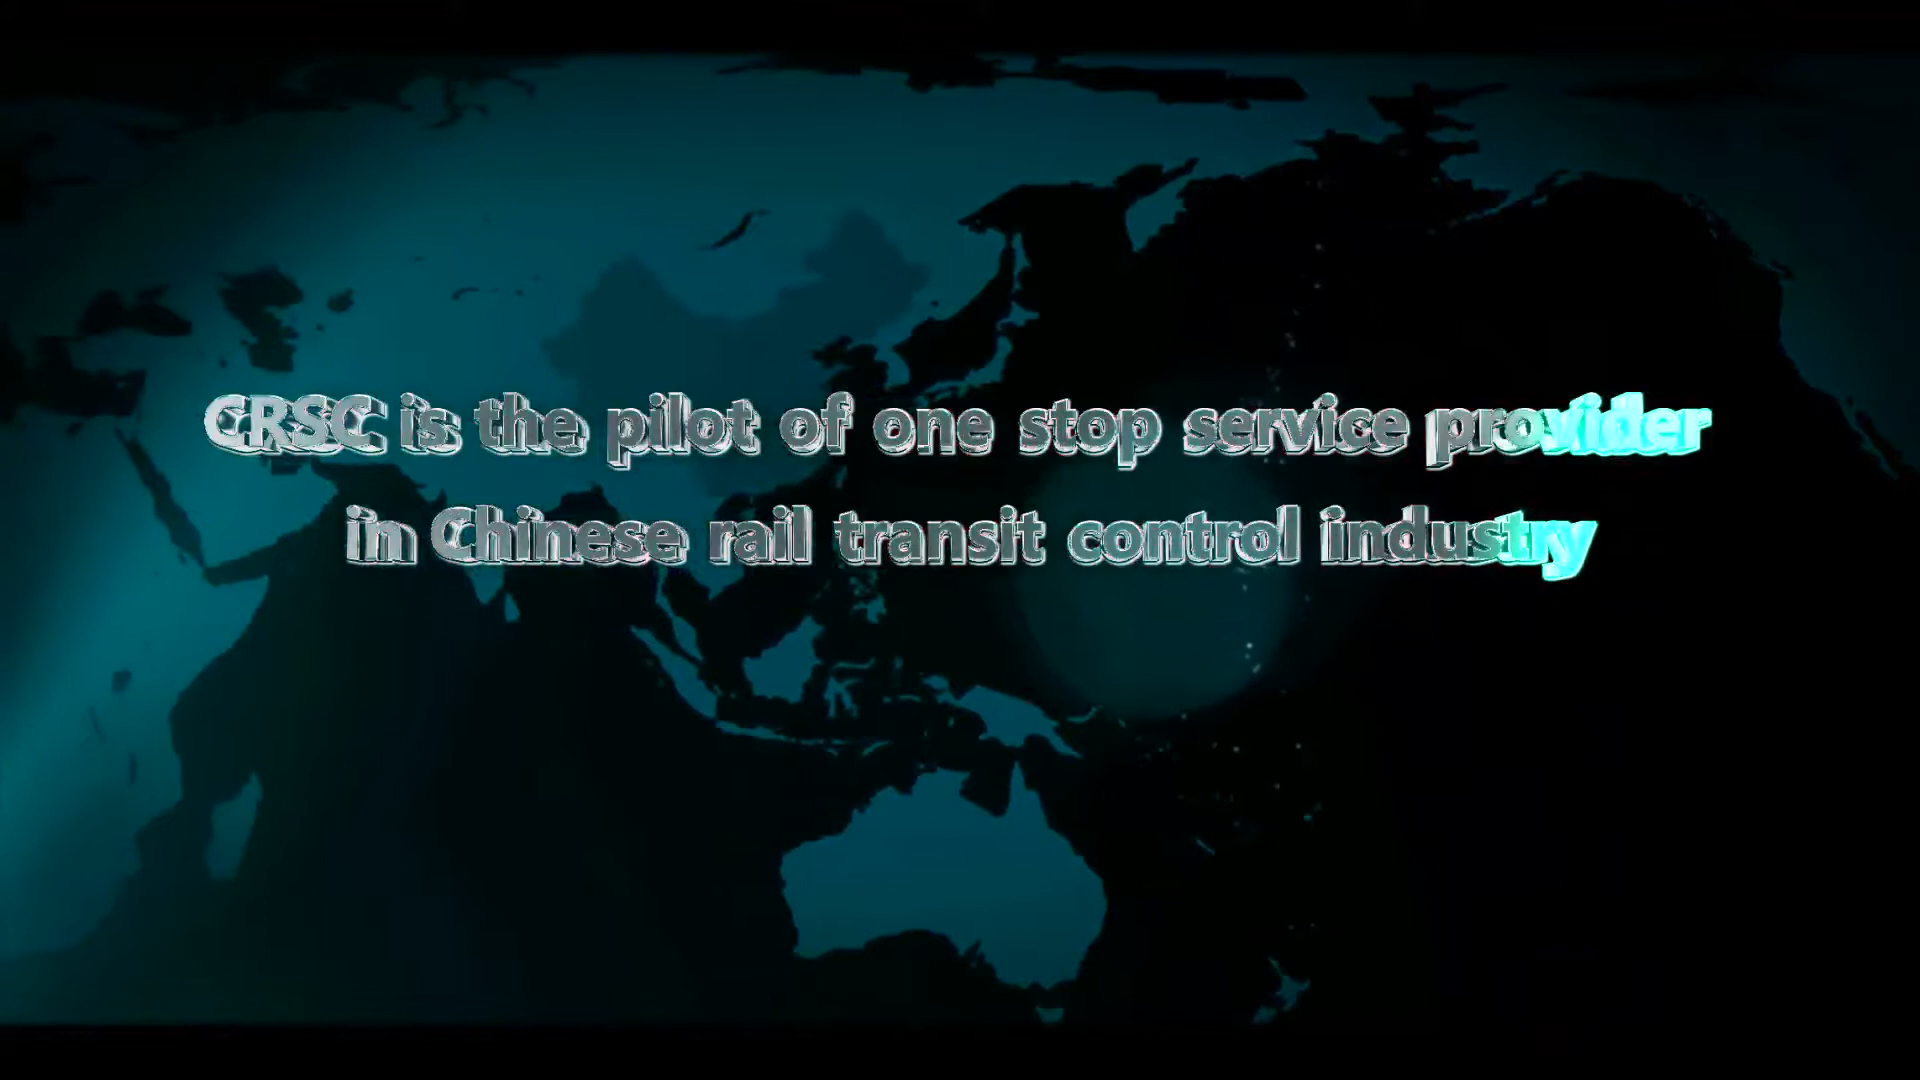 CRSC is the pilot of one stop service provider
in Chinese rail transit control industry